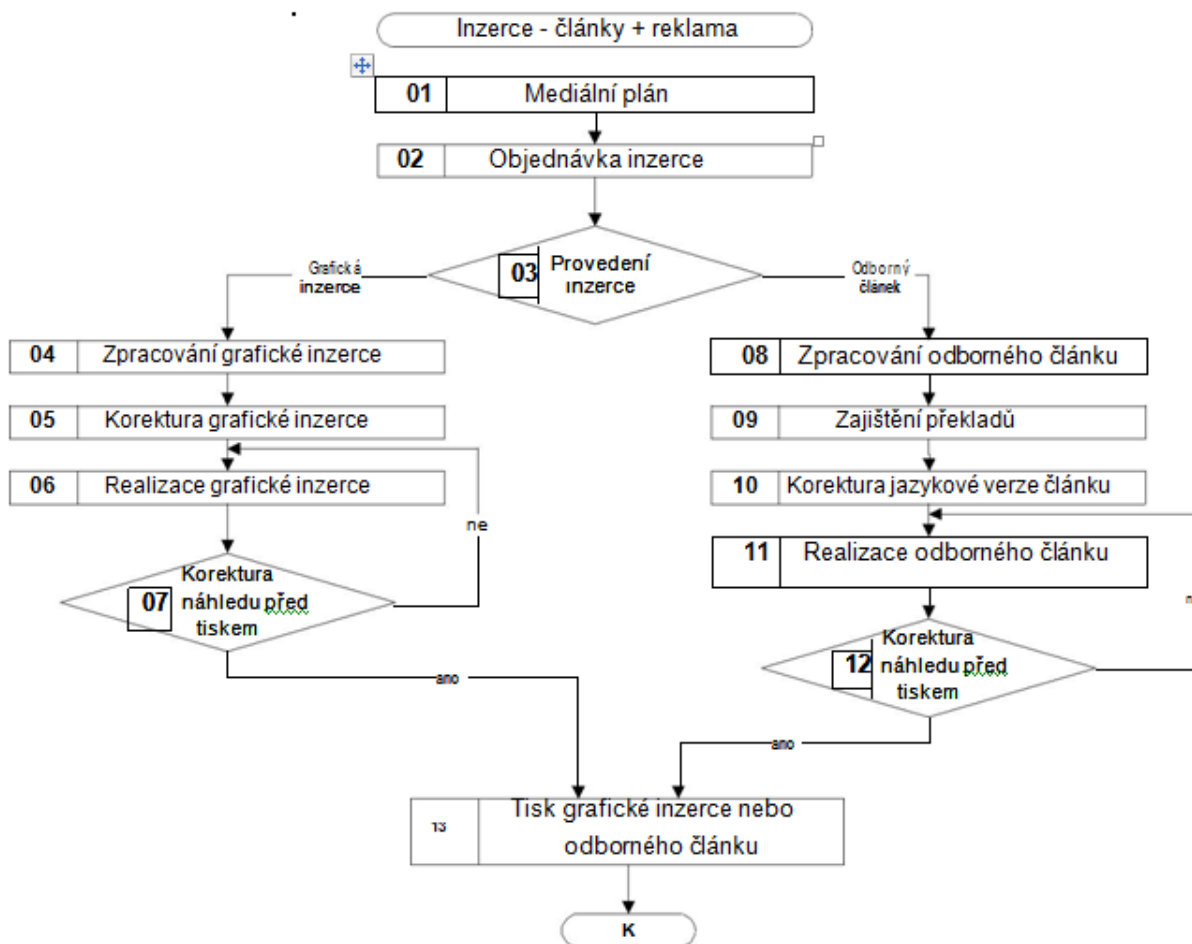 Inzerce - články + reklama
01 Mediální plán
02 Objednávka inzerce
03 Provedení
inzerce
Grafická
inzerce
Odborný
článek
04 Zpracování grafické inzerce
05 Korektura grafické inzerce
06 Realizace grafické inzerce
ne
07 Korektura
náhledu před
tiskem
ano
08 Zpracování odborného článku
09 Zajištění překladů
10 Korektura jazykové verze článku
11 Realizace odborného článku
12 Korektura
náhledu před
tiskem
ano
13 Tisk grafické inzerce nebo
odborného článku
K